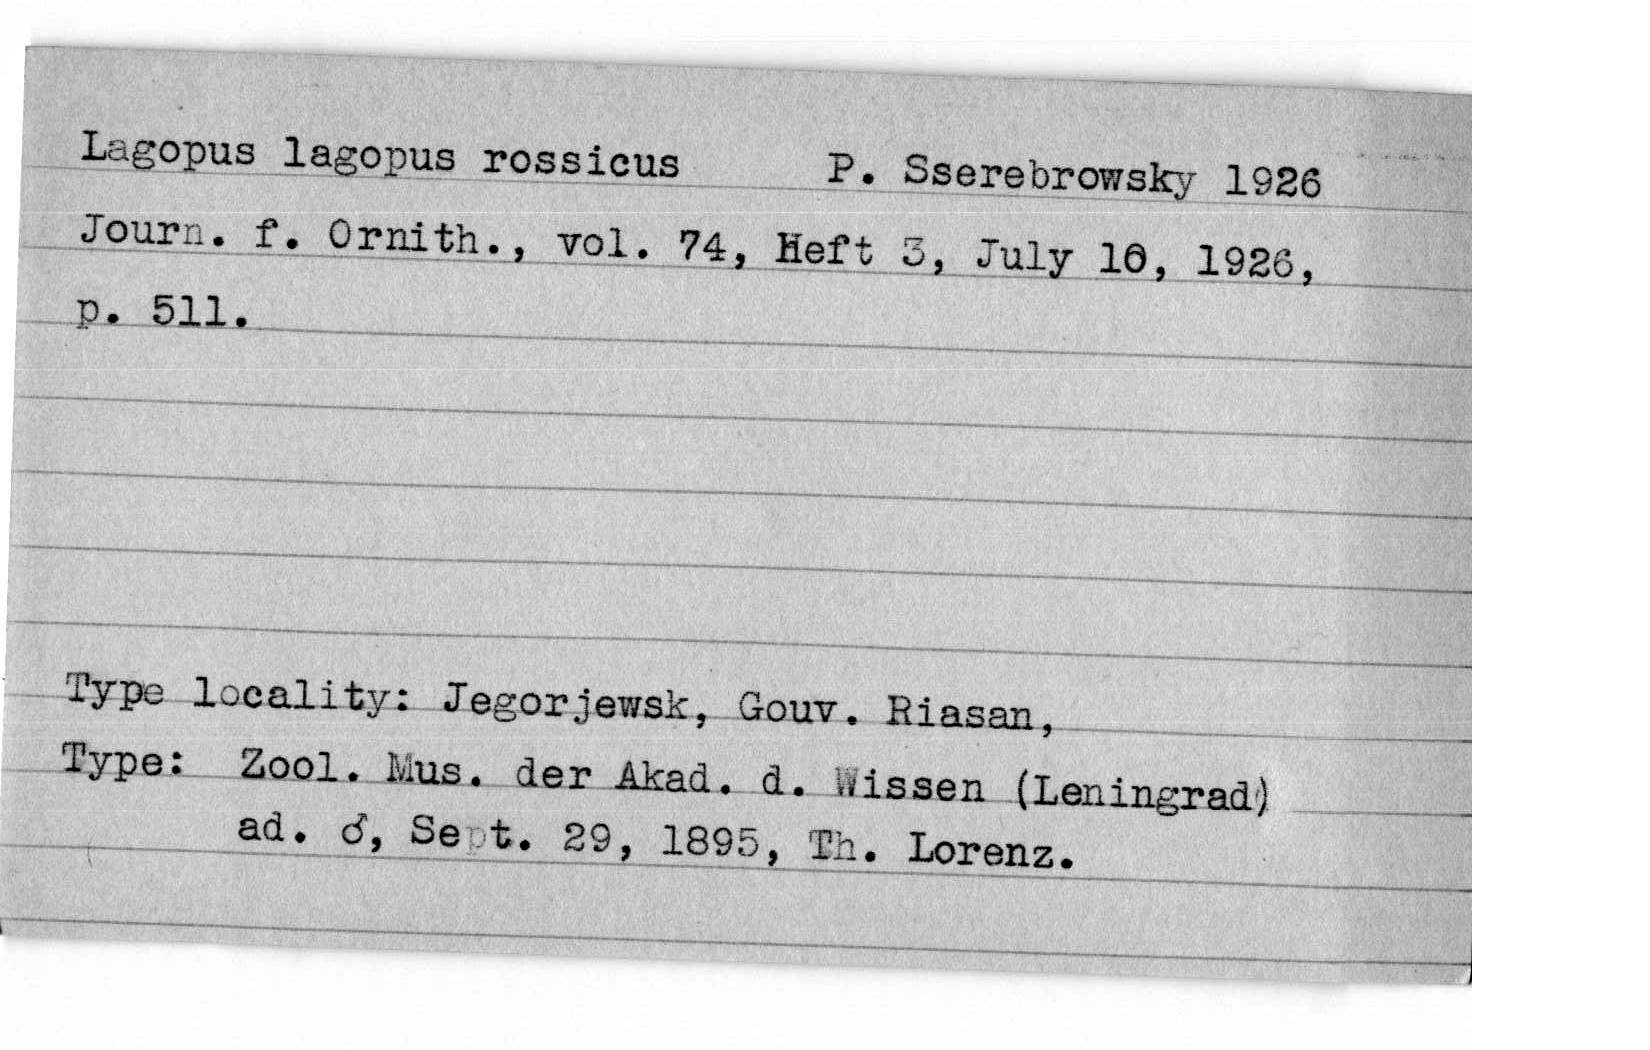 Lagopus lagopus rossicus P. Sserebrowsky 1926
Journ. f. Ornith., vol. 74, Heft 3, July 10, 1926,
p. 511.
Type locality: Jegorjewsk, Gouv. Riasan,
Type: Zool. Mus. der Akad. d. Wissen (Leningrad)
ad. ♂, Sept. 29, 1895, Th. Lorenz.